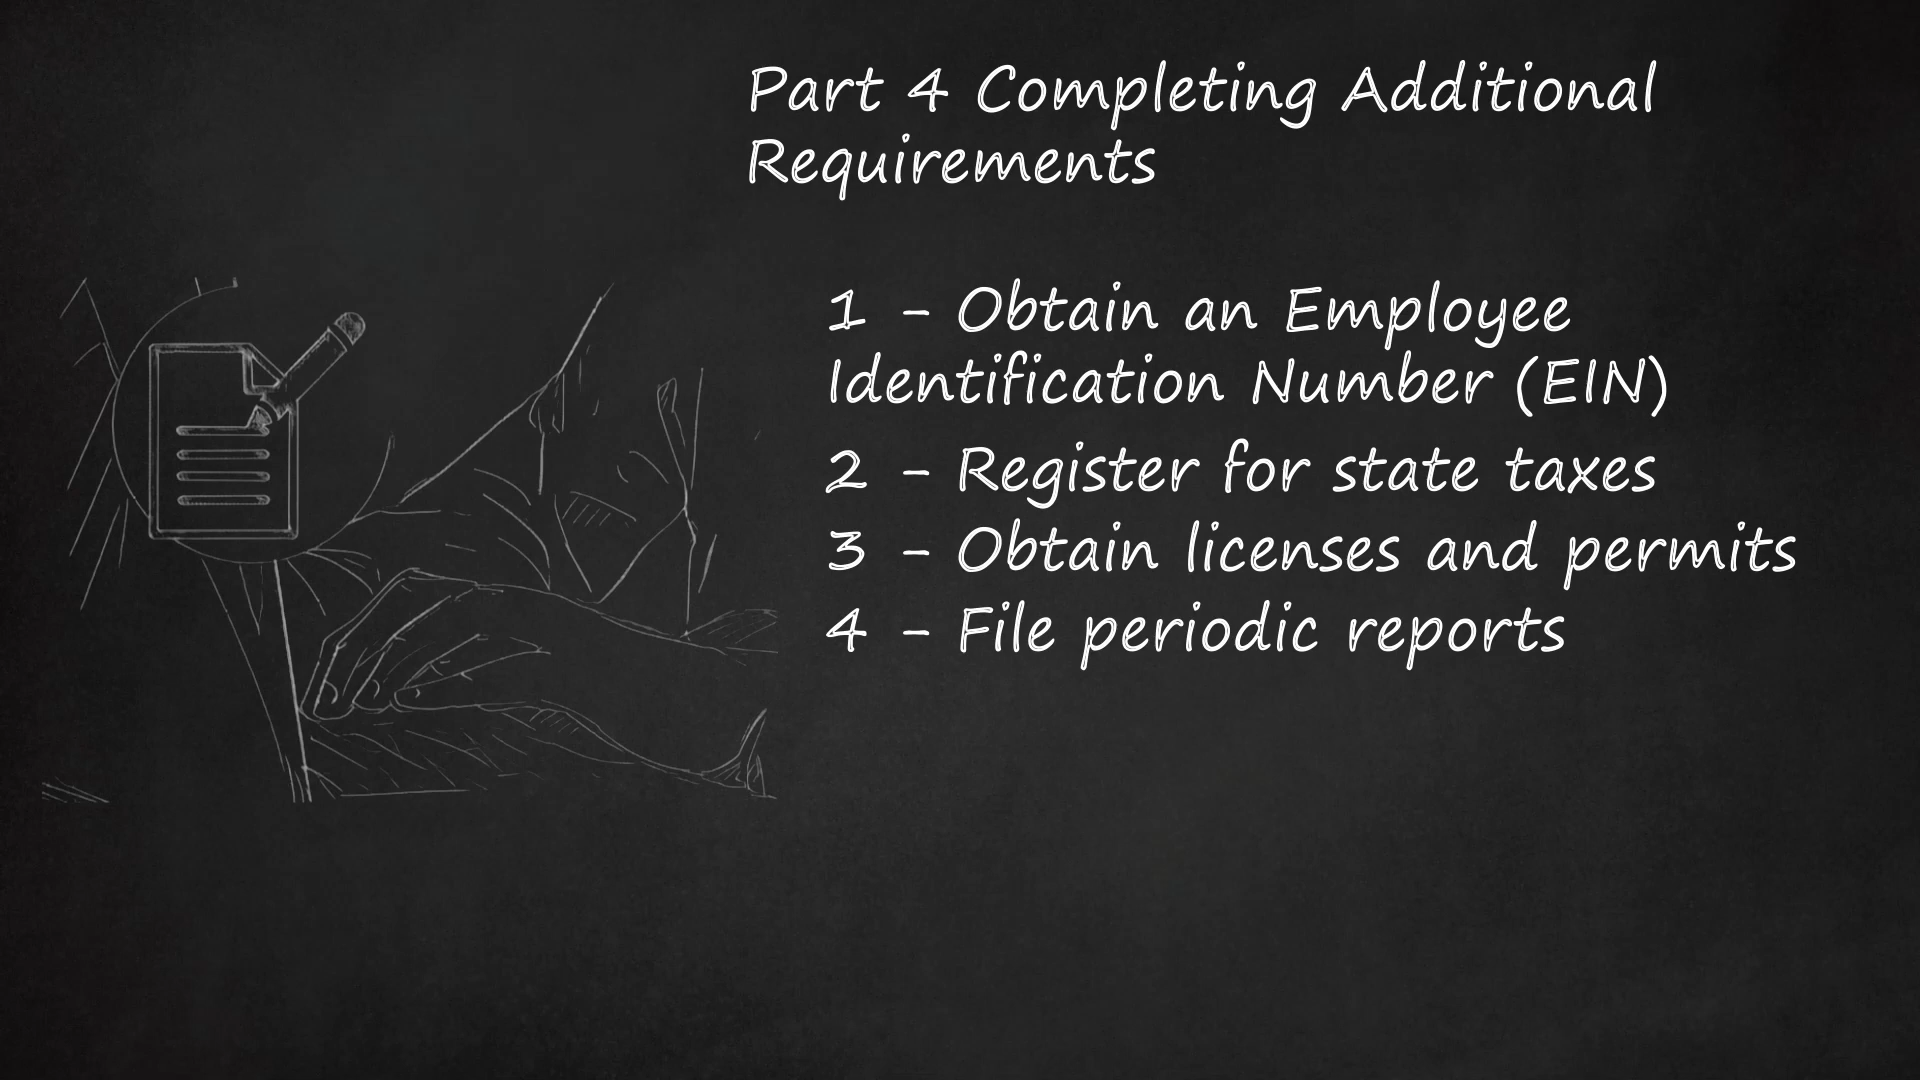 Part 4 Completing Additional
Requirements
1 - Obtain an Employee
Identification Number (EIN)
2 - Register for state taxes
3 - Obtain licenses and permits
4 - File periodic reports